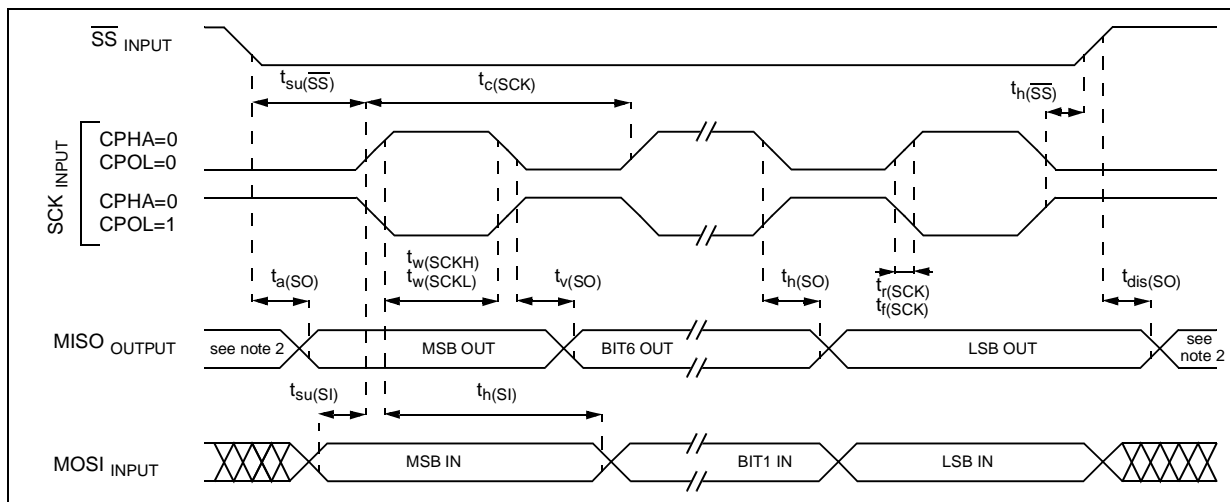 SS INPUT
tsu(SS)
tc(SCK)
th(SS)
SCK INPUT
CPHA=0
CPOL=0
CPHA=0
CPOL=1
ta(SO)
tw(SCKH)
tw(SCKL)
tv(SO)
th(SO)
tr(SCK)
tf(SCK)
tdis(SO)
MISO OUTPUT
see note 2
MSB OUT
BIT6 OUT
LSB OUT
see
note 2
tsu(SI)
th(SI)
MOSI INPUT
MSB IN
BIT1 IN
LSB IN